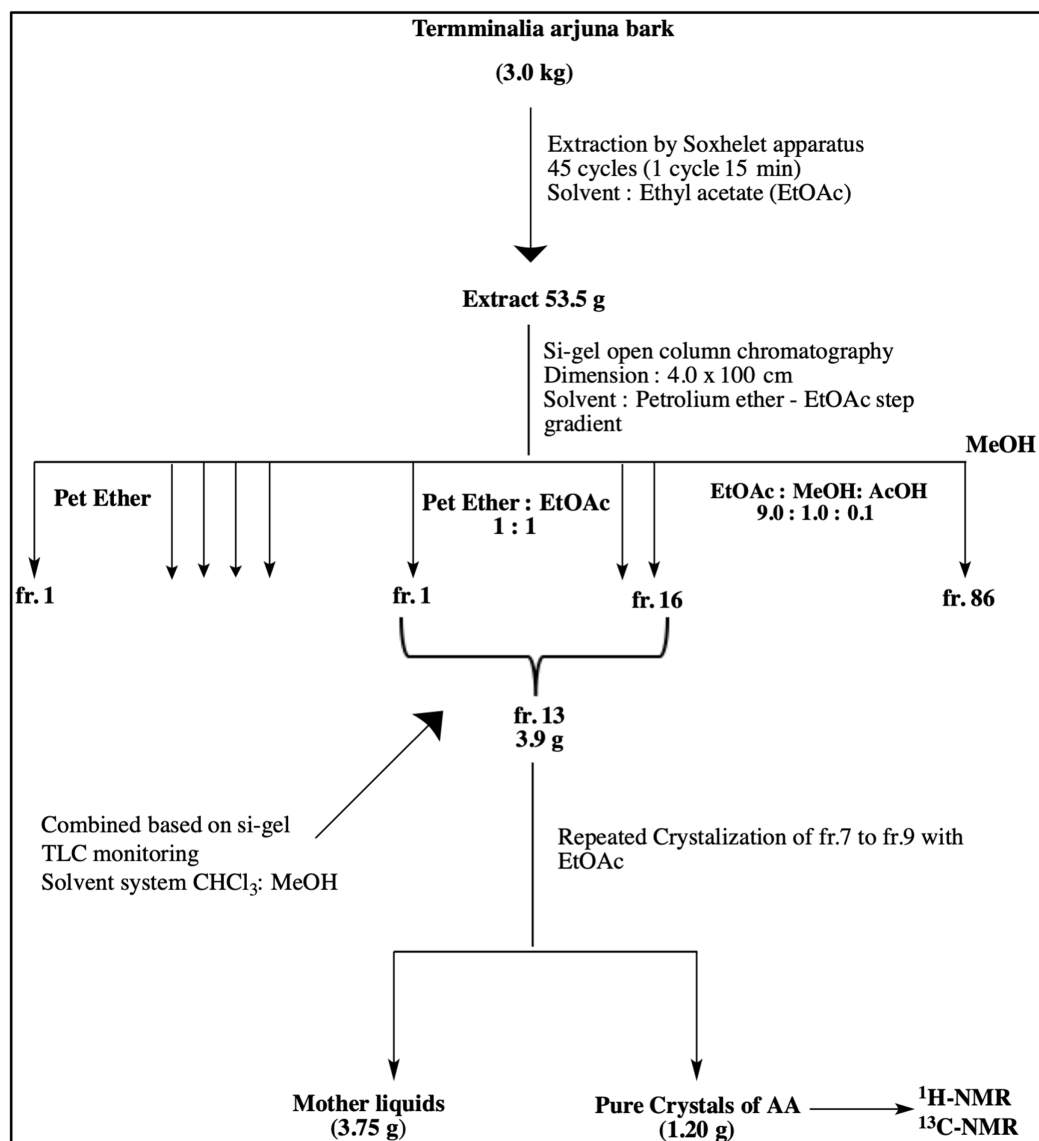 Termminalia arjuna bark
(3.0 kg)
Extraction by Soxhelet apparatus
45 cycles (1 cycle 15 min)
Solvent : Ethyl acetate (EtOAc)
Extract 53.5 g
Si-gel open column chromatography
Dimension : 4.0 x 100 cm
Solvent : Petrolium ether - EtOAc step
gradient
MeOH
Pet Ether
Pet Ether : EtOAc
1 : 1
EtOAc : MeOH: AcOH
9.0 : 1.0 : 0.1
fr. 1
fr. 1
fr. 16
fr. 86
fr. 13
3.9 g
Combined based on si-gel
TLC monitoring
Solvent system CHCl₃: MeOH
Repeated Crystalization of fr.7 to fr.9 with
EtOAc
Mother liquids
(3.75 g)
Pure Crystals of AA
(1.20 g)
¹H-NMR
¹³C-NMR